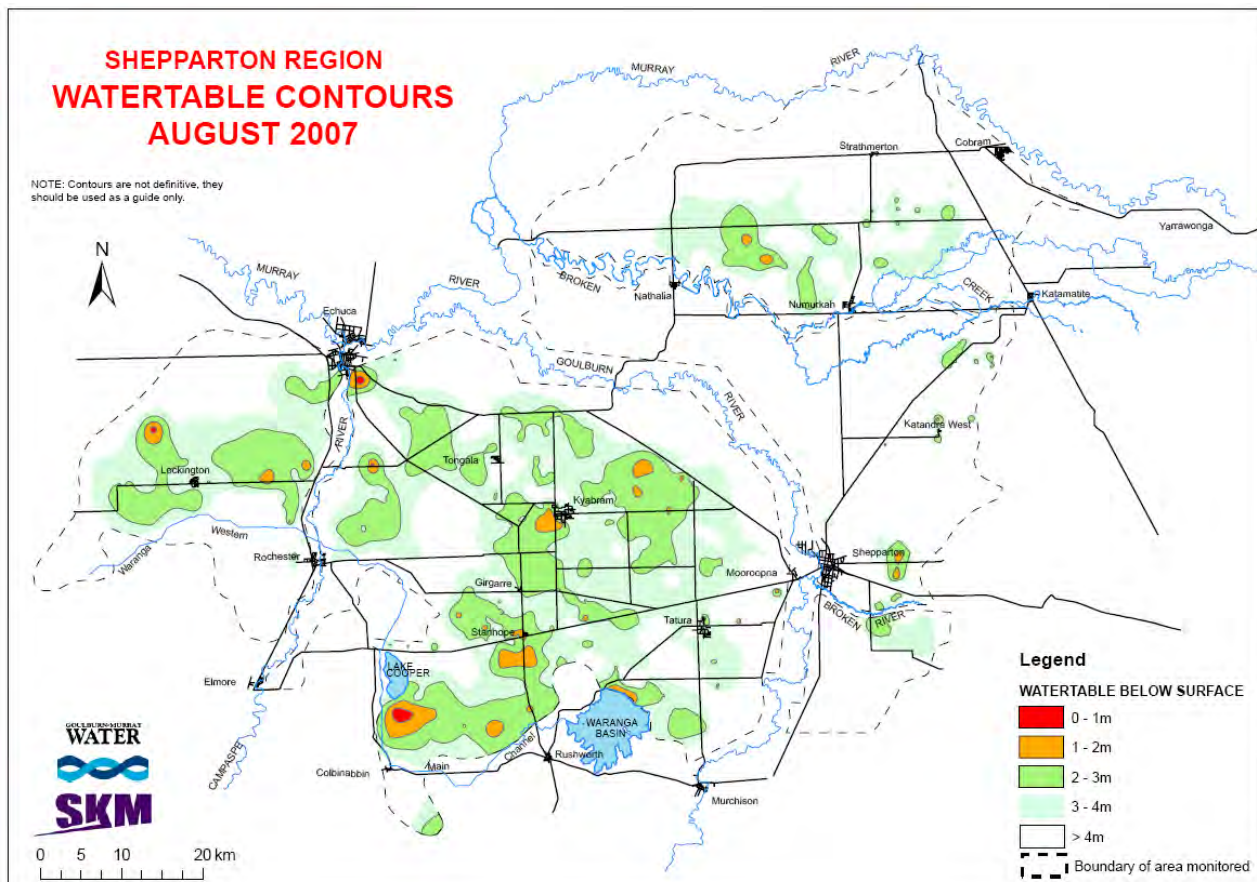 SHEPPARTON REGION
WATERTABLE CONTOURS
AUGUST 2007
NOTE: Contours are not definitive, they
should be used as a guide only.
N
MURRAY
RIVER
Strathmerton
Cobram
Yarrawonga
MURRAY
RIVER
BROKEN
Nathalia
Numurkah
CREEK
Katamatite
Echuca
GOULBURN
RIVER
Katandra West
RIVER
Lockington
Tongala
Kyabram
Western
Waranga
Rochester
Girgarre
Mooroopna
Shepparton
BROKEN
RIVER
Stanhope
Tatura
LAKE
COOPER
Elmore
WARANGA
BASIN
Channel
Rushworth
Main
Colbinabbin
CAMPASPE
Murchison
GOULBURN-MURRAY
WATER
SKM
0 5 10 20 km
Legend
WATERTABLE BELOW SURFACE
0 - 1m
1 - 2m
2 - 3m
3 - 4m
> 4m
Boundary of area monitored